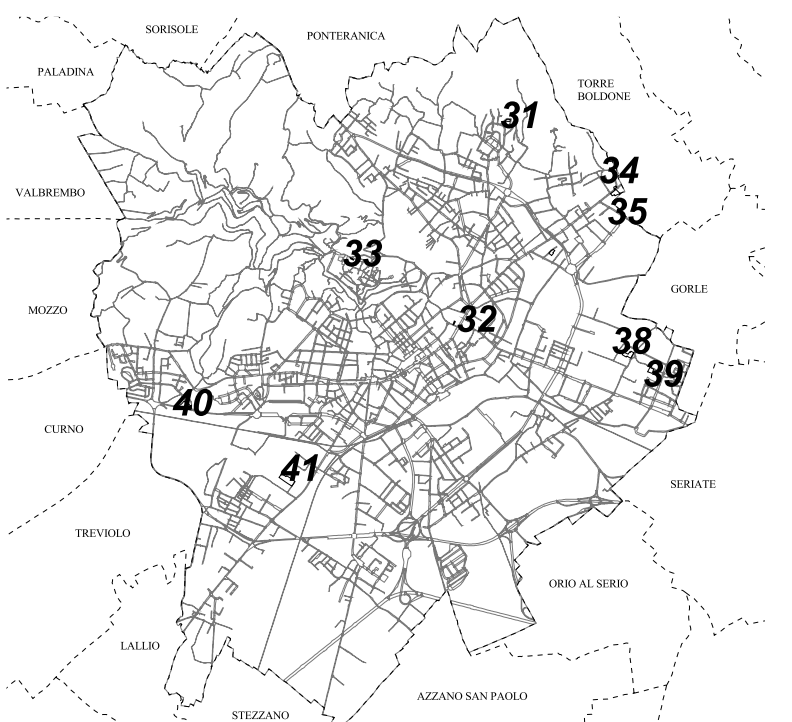 SORISOLE
PONTERANICA
PALADINA
TORRE
BOLDONE
31
34
VALBREMBO
35
33
GORLE
MOZZO
32
38
39
40
CURNO
41
SERIATE
TREVIOLO
ORIO AL SERIO
LALLIO
AZZANO SAN PAOLO
STEZZANO